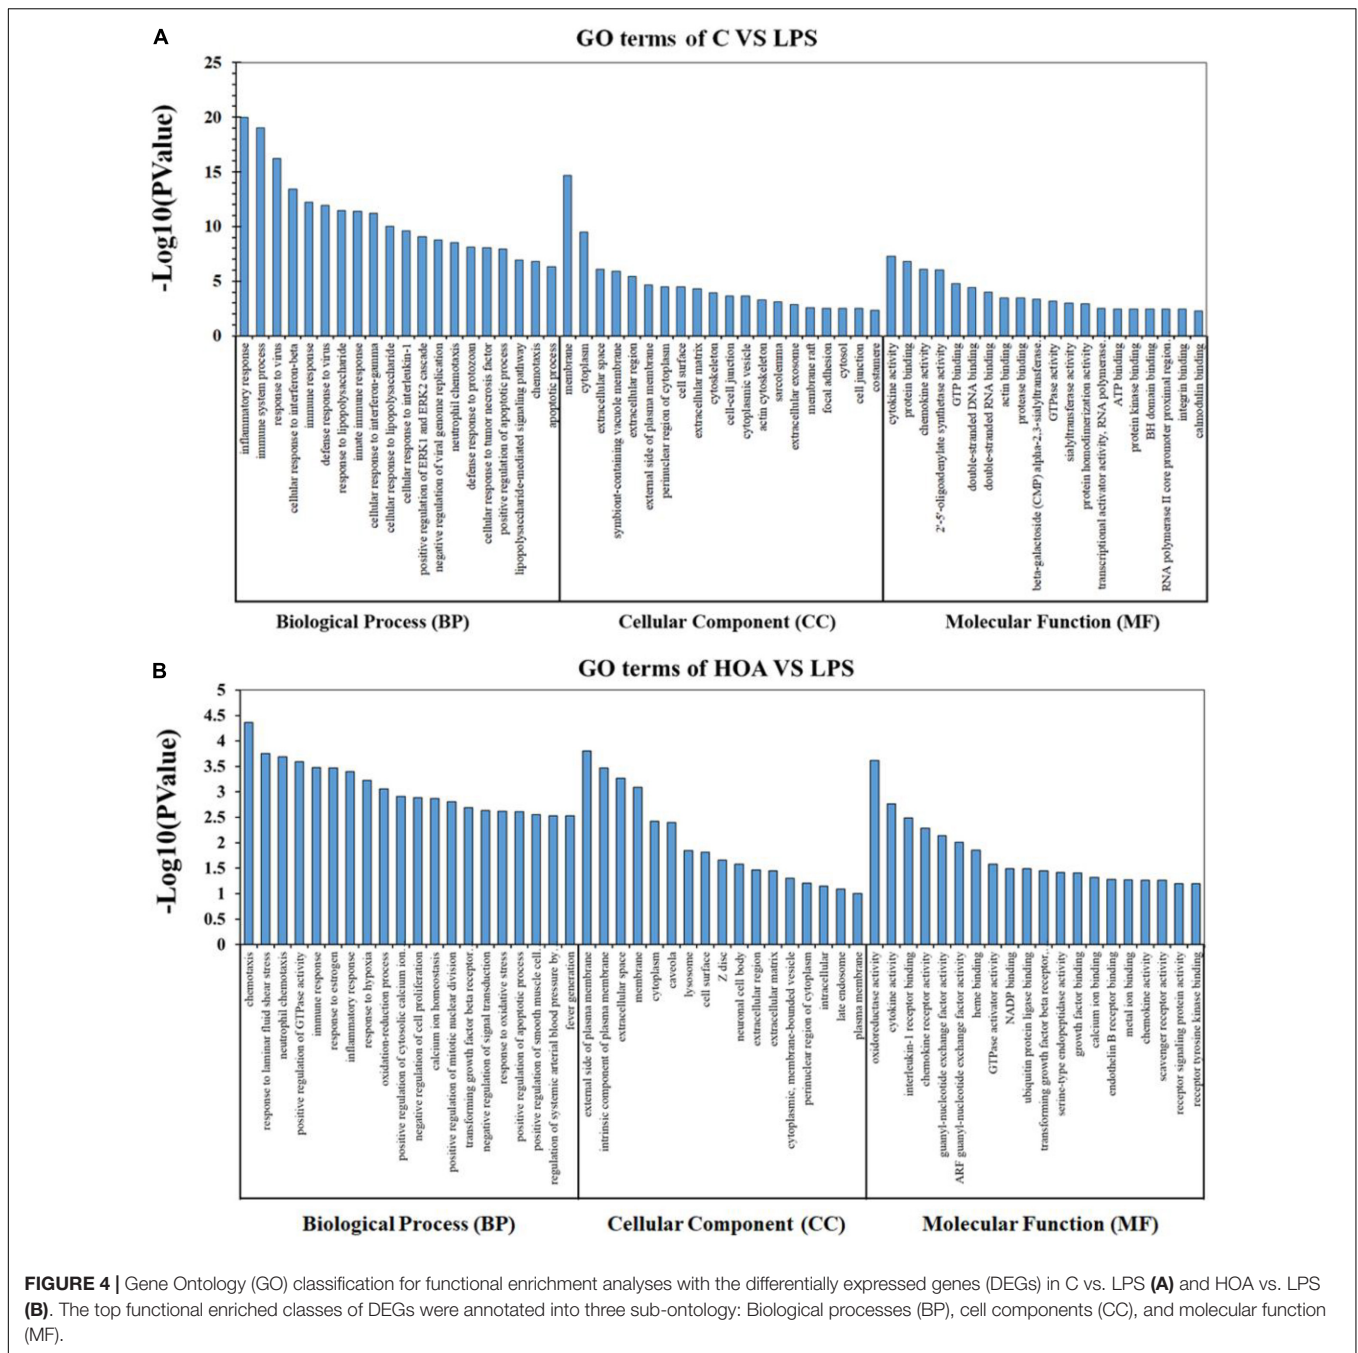 A
GO terms of C VS LPS
-Log10(PValue)
25
20
15
10
5
0
inflammatory response
immune system process
response to virus
cellular response to interferon-beta
immune response
defense response to virus
response to lipopolysaccharide
innate immune response
cellular response to interferon-gamma
cellular response to lipopolysaccharide
cellular response to interleukin-1
positive regulation of ERK1 and ERK2 cascade
negative regulation of viral genome replication
neutrophil chemotaxis
defense response to protozoan
cellular response to tumor necrosis factor
positive regulation of apoptotic process
lipopolysaccharide-mediated signaling pathway
chemotaxis
apoptotic process
membrane
cytoplasm
extracellular space
symbiont-containing vacuole membrane
extracellular region
external side of plasma membrane
perinuclear region of cytoplasm
cell surface
extracellular matrix
cytoskeleton
cell-cell junction
cytoplasmic vesicle
actin cytoskeleton
sarcolemma
extracellular exosome
membrane raft
focal adhesion
cytosol
cell junction
costamere
cytokine activity
protein binding
chemokine activity
2'-5'-oligoadenylate synthetase activity
GTP binding
double-stranded DNA binding
double-stranded RNA binding
actin binding
protease binding
beta-galactoside (CMP) alpha-2,3-sialyltransferase.
GTPase activity
sialyltransferase activity
protein homodimerization activity
transcriptional activator activity, RNA polymerase.
ATP binding
protein kinase binding
BH domain binding
RNA polymerase II core promoter proximal region.
integrin binding
calmodulin binding
Biological Process (BP)
Cellular Component (CC)
Molecular Function (MF)
B
GO terms of HOA VS LPS
-Log10(PValue)
5
4.5
4
3.5
3
2.5
2
1.5
1
0.5
0
chemotaxis
response to laminar fluid shear stress
neutrophil chemotaxis
positive regulation of GTPase activity
immune response
response to estrogen
inflammatory response
response to hypoxia
oxidation-reduction process
positive regulation of cytosolic calcium ion.
negative regulation of cell proliferation
calcium ion homeostasis
positive regulation of mitotic nuclear division
transforming growth factor beta receptor.
negative regulation of signal transduction
response to oxidative stress
positive regulation of apoptotic process
positive regulation of smooth muscle cell.
regulation of systemic arterial blood pressure by.
fever generation
external side of plasma membrane
intrinsic component of plasma membrane
extracellular space
membrane
cytoplasm
caveola
lysosome
cell surface
Z disc
neuronal cell body
extracellular region
extracellular matrix
cytoplasmic, membrane-bounded vesicle
perinuclear region of cytoplasm
intracellular
late endosome
plasma membrane
oxidoreductase activity
cytokine activity
interleukin-1 receptor binding
chemokine receptor activity
guanyl-nucleotide exchange factor activity
ARF guanyl-nucleotide exchange factor activity
heme binding
GTPase activator activity
NADP binding
ubiquitin protein ligase binding
transforming growth factor beta receptor..
serine-type endopeptidase activity
growth factor binding
calcium ion binding
endothelin B receptor binding
metal ion binding
chemokine activity
scavenger receptor activity
receptor signaling protein activity
receptor tyrosine kinase binding
Biological Process (BP)
Cellular Component (CC)
Molecular Function (MF)
FIGURE 4 | Gene Ontology (GO) classification for functional enrichment analyses with the differentially expressed genes (DEGs) in C vs. LPS (A) and HOA vs. LPS
(B). The top functional enriched classes of DEGs were annotated into three sub-ontology: Biological processes (BP), cell components (CC), and molecular function
(MF).